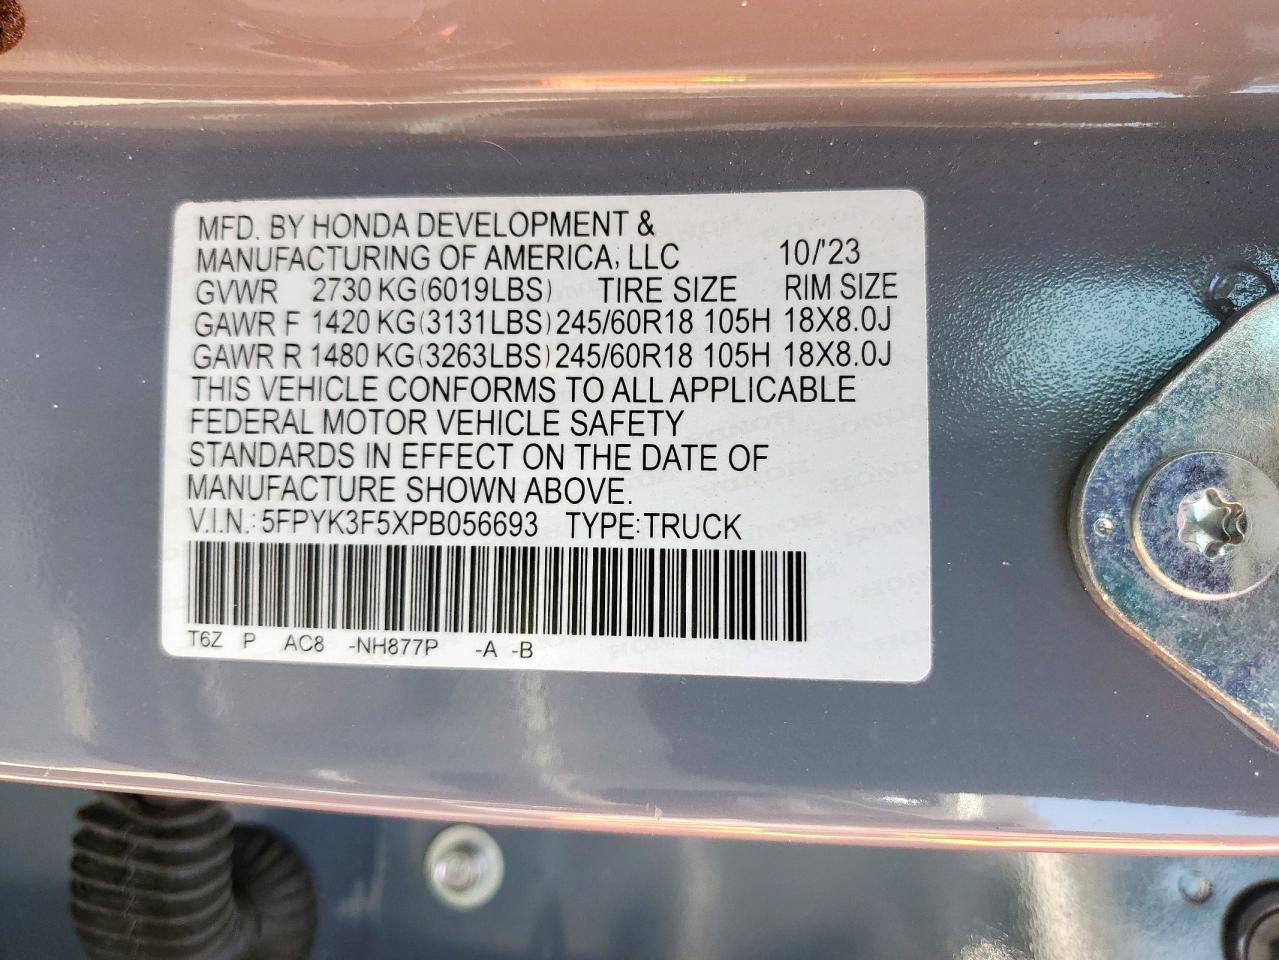 MFD. BY HONDA DEVELOPMENT &
MANUFACTURING OF AMERICA, LLC 10/'23
GVWR 2730 KG(6019LBS) TIRE SIZE RIM SIZE
GAWR F 1420 KG(3131LBS) 245/60R18 105H 18X8.0J
GAWR R 1480 KG(3263LBS) 245/60R18 105H 18X8.0J
THIS VEHICLE CONFORMS TO ALL APPLICABLE
FEDERAL MOTOR VEHICLE SAFETY
STANDARDS IN EFFECT ON THE DATE OF
MANUFACTURE SHOWN ABOVE.
V.I.N.: 5FPYK3F5XPB056693 TYPE:TRUCK
T6Z P AC8 -NH877P -A -B